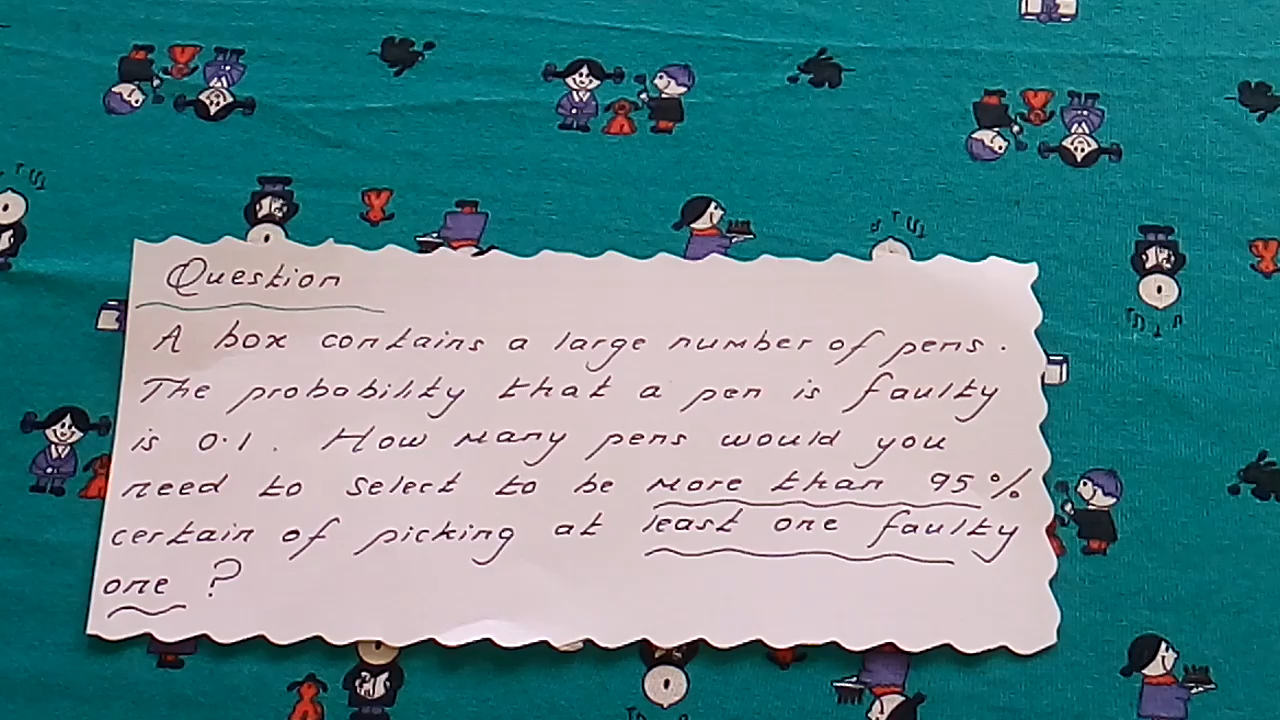 Question
A box contains a large number of pens.
The probability that a pen is faulty
is 0.1. How many pens would you
need to select to be more than 95%
certain of picking at least one faulty
one?